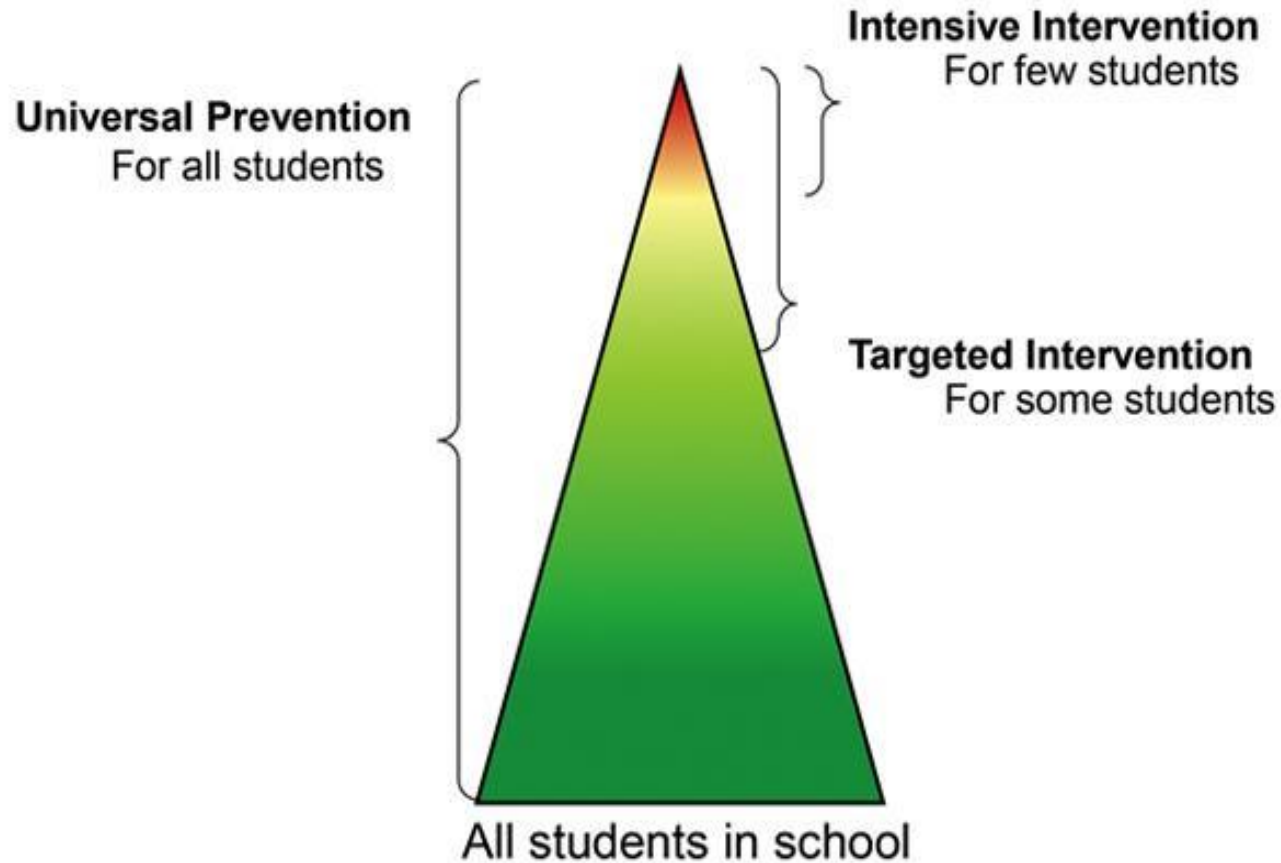 Intensive Intervention
For few students
Universal Prevention
For all students
Targeted Intervention
For some students
All students in school